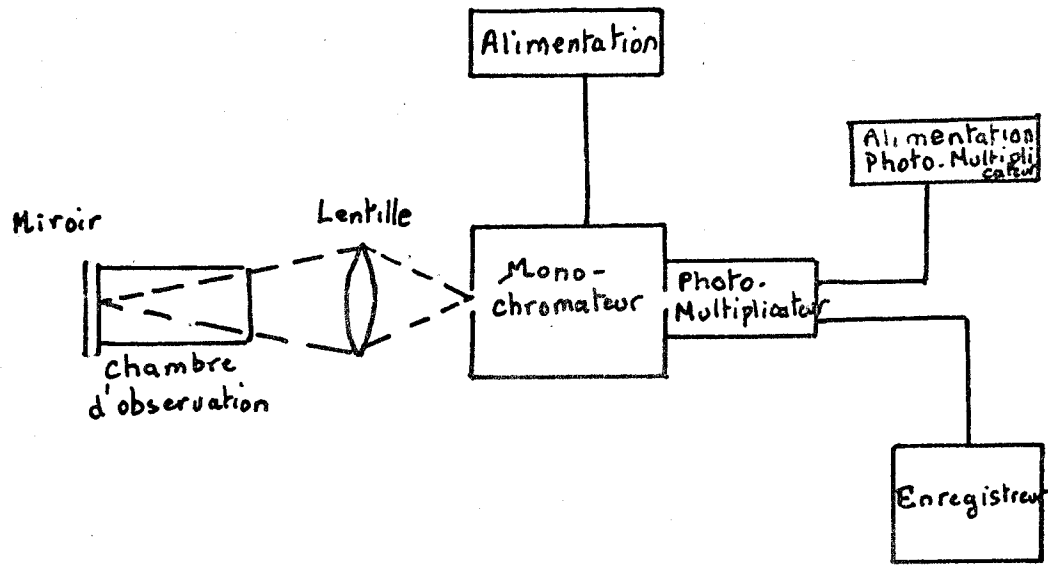 Alimentation
Alimentation
Photo. Multipli
cateur
Miroir
Lentille
Mono-
chromateur
Photo.
Multiplicateur
chambre
d'observation
Enregistreur